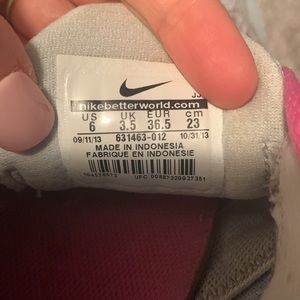 nikebetterworld.com
US UK EUR cm
6 3.5 36.5 23
09/11/13 631463-012 10/31/13
MADE IN INDONESIA
FABRIQUE EN INDONESIE